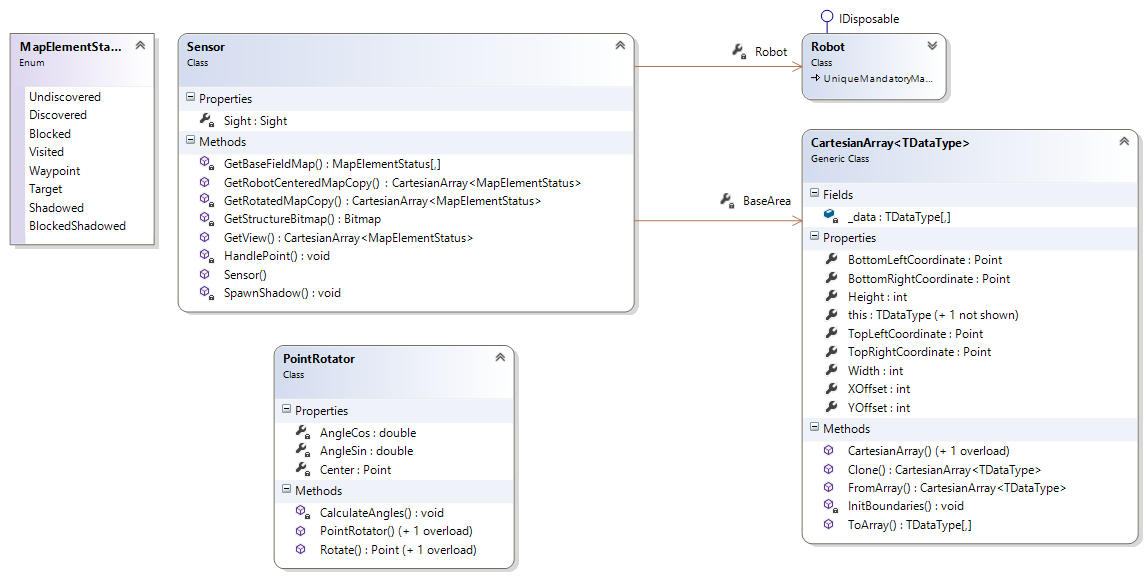 MapElementSta...
Enum
Undiscovered
Discovered
Blocked
Visited
Waypoint
Target
Shadowed
BlockedShadowed
Sensor
Class
Properties
Sight : Sight
Methods
GetBaseFieldMap() : MapElementStatus[,]
GetRobotCenteredMapCopy() : CartesianArray<MapElementStatus>
GetRotatedMapCopy() : CartesianArray<MapElementStatus>
GetStructureBitmap() : Bitmap
GetView() : CartesianArray<MapElementStatus>
HandlePoint() : void
Sensor()
SpawnShadow() : void
Robot
BaseArea
IDisposable
Robot
Class
UniqueMandatoryMa...
CartesianArray<TDataType>
Generic Class
Fields
_data : TDataType[,]
Properties
BottomLeftCoordinate : Point
BottomRightCoordinate : Point
Height : int
this : TDataType (+ 1 not shown)
TopLeftCoordinate : Point
TopRightCoordinate : Point
Width : int
XOffset : int
YOffset : int
Methods
CartesianArray() (+ 1 overload)
Clone() : CartesianArray<TDataType>
FromArray() : CartesianArray<TDataType>
InitBoundaries() : void
ToArray() : TDataType[,]
PointRotator
Class
Properties
AngleCos : double
AngleSin : double
Center : Point
Methods
CalculateAngles() : void
PointRotator() (+ 1 overload)
Rotate() : Point (+ 1 overload)